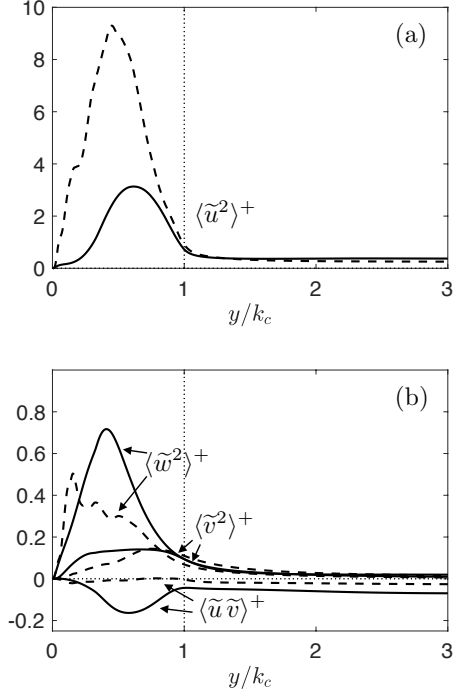 10
(a)
8
6
4
2
⟨ũ²⟩⁺
0
0 1 2 3
y/k_c
(b)
0.8
0.6
⟨w̃²⟩⁺
0.4
⟨ṽ²⟩⁺
0.2
0
-0.2
⟨ũ ṽ⟩⁺
0 1 2 3
y/k_c